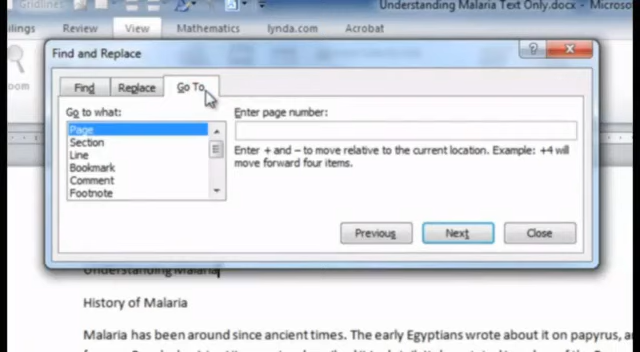 Gridlines
Understanding Malaria Text Only.docx - Micros
ilings Review View Mathematics lynda.com Acrobat
Find and Replace
Find Replace Go To
Go to what:
Enter page number:
Page
Section
Line
Bookmark
Comment
Footnote
Enter + and – to move relative to the current location. Example: +4 will
move forward four items.
Previous Next Close
Understanding Malaria
History of Malaria
Malaria has been around since ancient times. The early Egyptians wrote about it on papyrus,